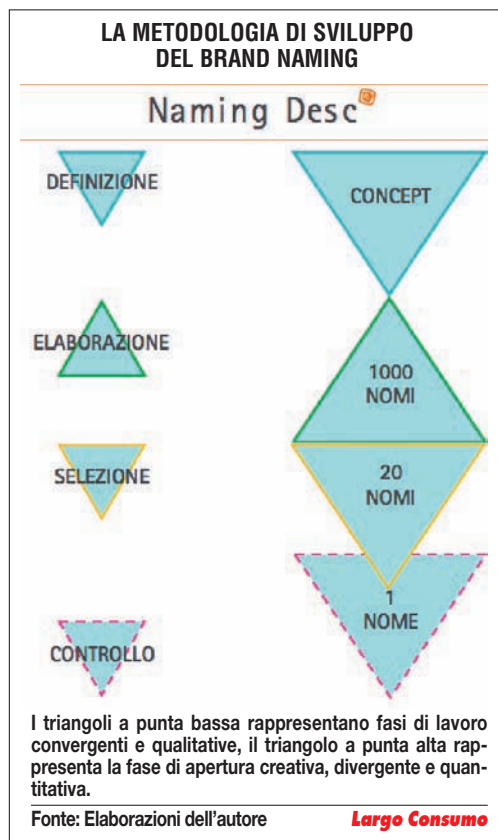 LA METODOLOGIA DI SVILUPPO
DEL BRAND NAMING
Naming Desc
DEFINIZIONE
CONCEPT
ELABORAZIONE
1000
NOMI
SELEZIONE
20
NOMI
1
NOME
CONTROLLO
I triangoli a punta bassa rappresentano fasi di lavoro
convergenti e qualitative, il triangolo a punta alta rap-
presenta la fase di apertura creativa, divergente e quan-
titativa.
Fonte: Elaborazioni dell'autore
Largo Consumo